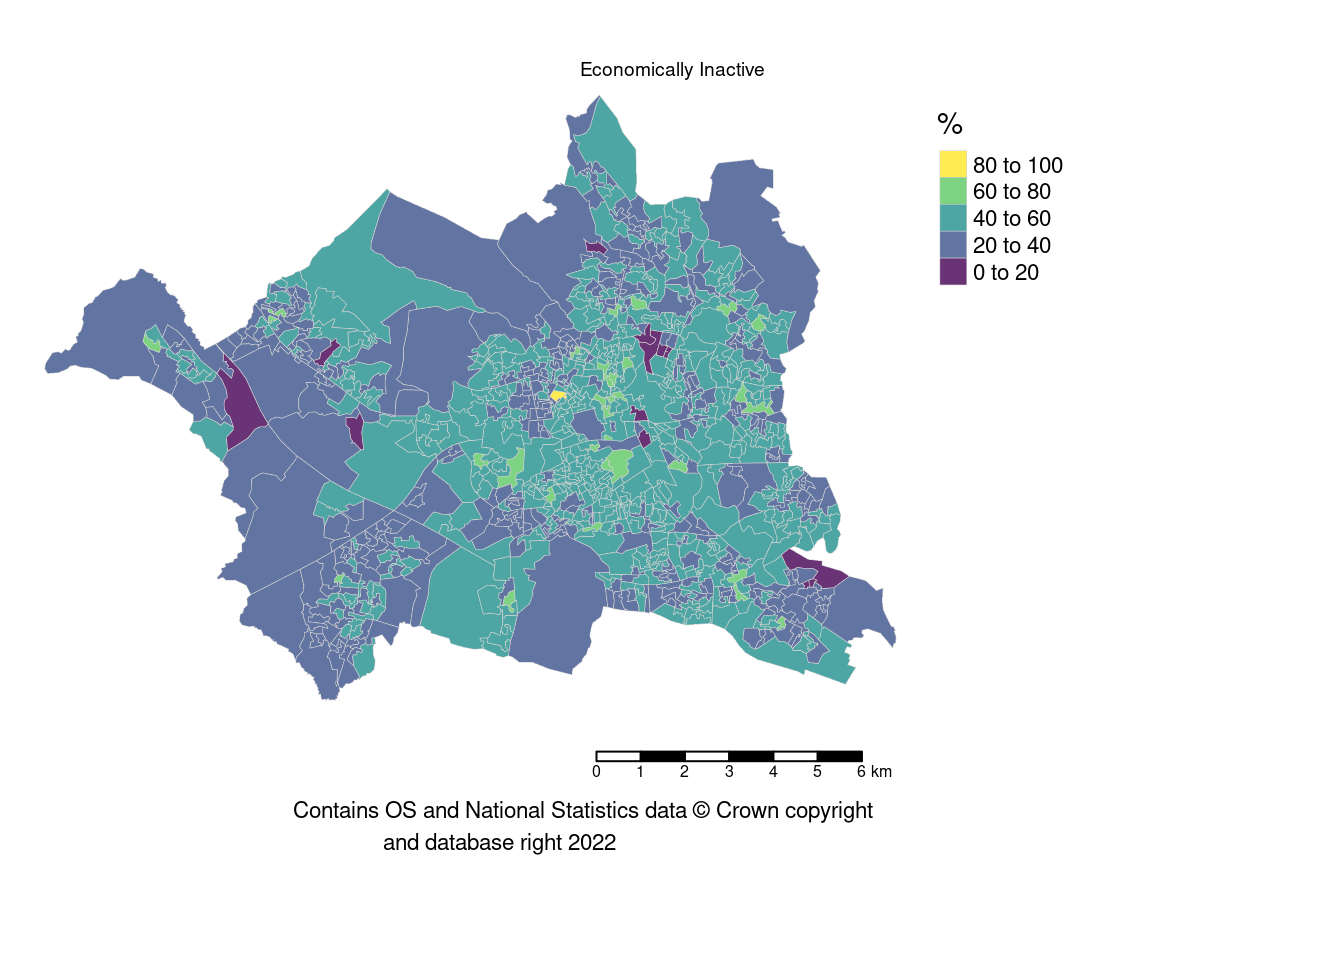 Economically Inactive
%
80 to 100
60 to 80
40 to 60
20 to 40
0 to 20
0 1 2 3 4 5 6 km
Contains OS and National Statistics data © Crown copyright
and database right 2022